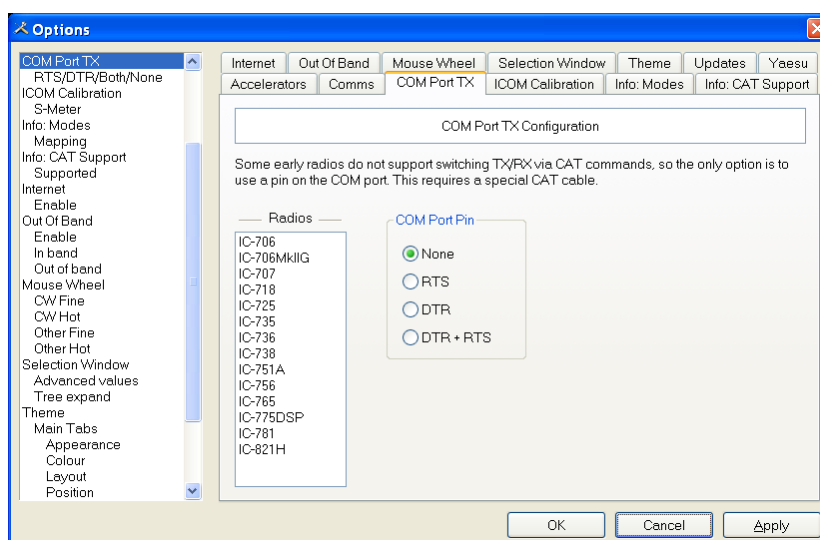 Options
COM Port TX
RTS/DTR/Both/None
ICOM Calibration
S-Meter
Info: Modes
Mapping
Info: CAT Support
Supported
Internet
Enable
Out Of Band
Enable
In band
Out of band
Mouse Wheel
CW Fine
CW Hot
Other Fine
Other Hot
Selection Window
Advanced values
Tree expand
Theme
Main Tabs
Appearance
Colour
Layout
Position
Internet Out Of Band Mouse Wheel Selection Window Theme Updates Yaesu
Accelerators Comms COM Port TX ICOM Calibration Info: Modes Info: CAT Support
COM Port TX Configuration
Some early radios do not support switching TX/RX via CAT commands, so the only option is to
use a pin on the COM port. This requires a special CAT cable.
Radios
IC-706
IC-706MkIIG
IC-707
IC-718
IC-725
IC-735
IC-736
IC-738
IC-751A
IC-756
IC-765
IC-775DSP
IC-781
IC-821H
COM Port Pin
None
RTS
DTR
DTR + RTS
OK Cancel Apply